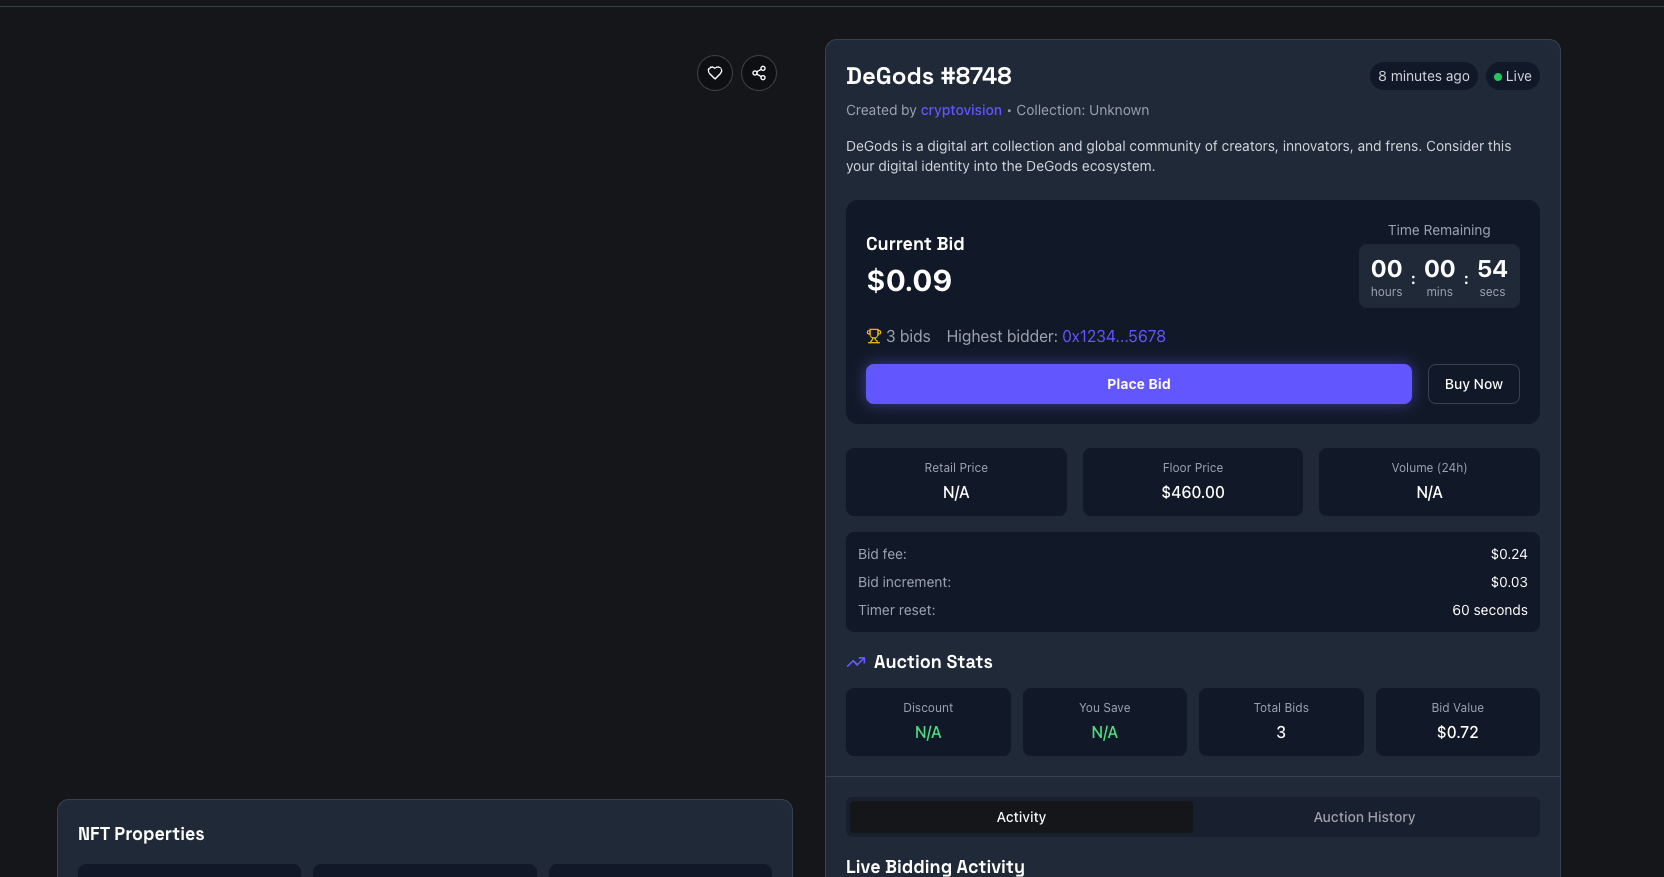 DeGods #8748
8 minutes ago
Live
Created by cryptovision • Collection: Unknown
DeGods is a digital art collection and global community of creators, innovators, and frens. Consider this
your digital identity into the DeGods ecosystem.
Current Bid
$0.09
Time Remaining
00 : 00 : 54
hours mins secs
3 bids Highest bidder: 0x1234...5678
Place Bid
Buy Now
Retail Price
N/A
Floor Price
$460.00
Volume (24h)
N/A
Bid fee: $0.24
Bid increment: $0.03
Timer reset: 60 seconds
Auction Stats
Discount
N/A
You Save
N/A
Total Bids
3
Bid Value
$0.72
Activity
Auction History
Live Bidding Activity
NFT Properties